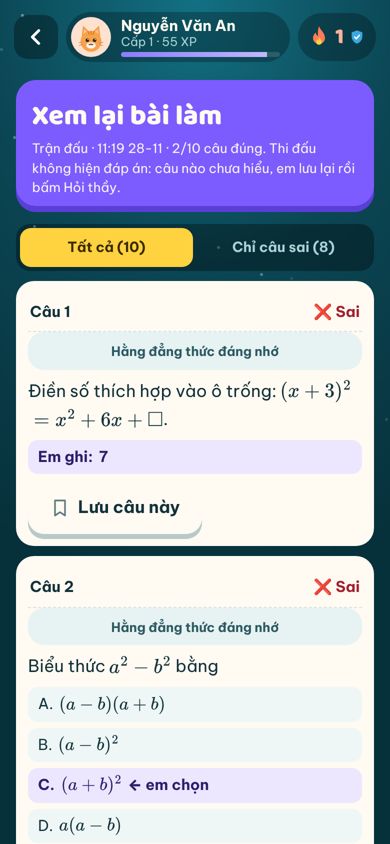 Nguyễn Văn An
Cấp 1 · 55 XP
1
Xem lại bài làm
Trận đấu · 11:19 28-11 · 2/10 câu đúng. Thi đấu
không hiện đáp án: câu nào chưa hiểu, em lưu lại rồi
bấm Hỏi thầy.
Tất cả (10)
Chỉ câu sai (8)
Câu 1
❌ Sai
Hằng đẳng thức đáng nhớ
Điền số thích hợp vào ô trống: (x + 3)²
= x² + 6x + □.
Em ghi: 7
Lưu câu này
Câu 2
❌ Sai
Hằng đẳng thức đáng nhớ
Biểu thức a² − b² bằng
A. (a − b)(a + b)
B. (a − b)²
C. (a + b)² ← em chọn
D. a(a − b)